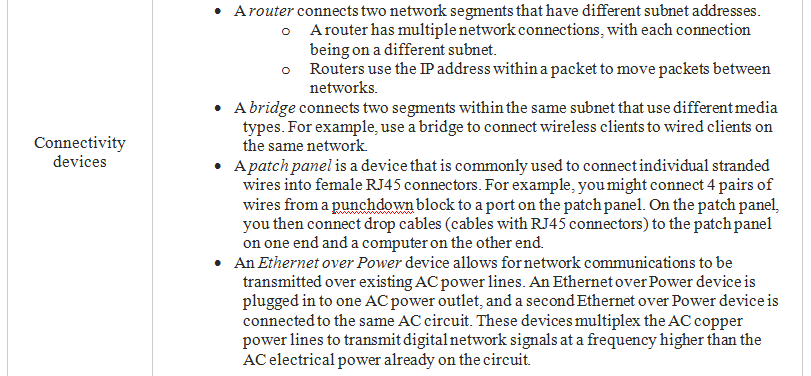 Connectivity
devices
• A router connects two network segments that have different subnet addresses.
o A router has multiple network connections, with each connection
being on a different subnet.
o Routers use the IP address within a packet to move packets between
networks.
• A bridge connects two segments within the same subnet that use different media
types. For example, use a bridge to connect wireless clients to wired clients on
the same network.
• A patch panel is a device that is commonly used to connect individual stranded
wires into female RJ45 connectors. For example, you might connect 4 pairs of
wires from a punchdown block to a port on the patch panel. On the patch panel,
you then connect drop cables (cables with RJ45 connectors) to the patch panel
on one end and a computer on the other end.
• An Ethernet over Power device allows for network communications to be
transmitted over existing AC power lines. An Ethernet over Power device is
plugged in to one AC power outlet, and a second Ethernet over Power device is
connected to the same AC circuit. These devices multiplex the AC copper
power lines to transmit digital network signals at a frequency higher than the
AC electrical power already on the circuit.